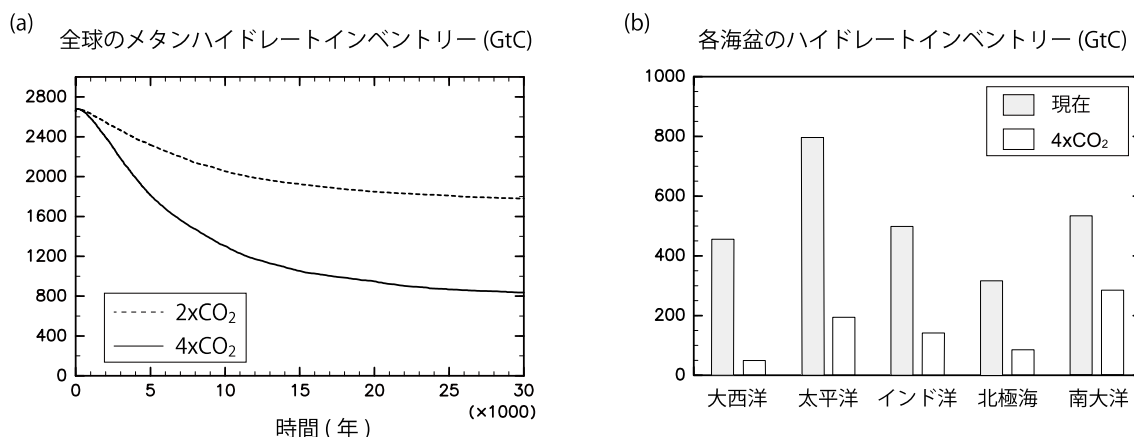 (a)
全球のメタンハイドレートインベントリー (GtC)
2800
2400
2000
1600
1200
800
400
0
0 5 10 15 20 25 30
(×1000)
時間 ( 年 )
2xCO₂
4xCO₂
(b)
各海盆のハイドレートインベントリー (GtC)
1000
800
600
400
200
0
現在
4xCO₂
大西洋 太平洋 インド洋 北極海 南大洋